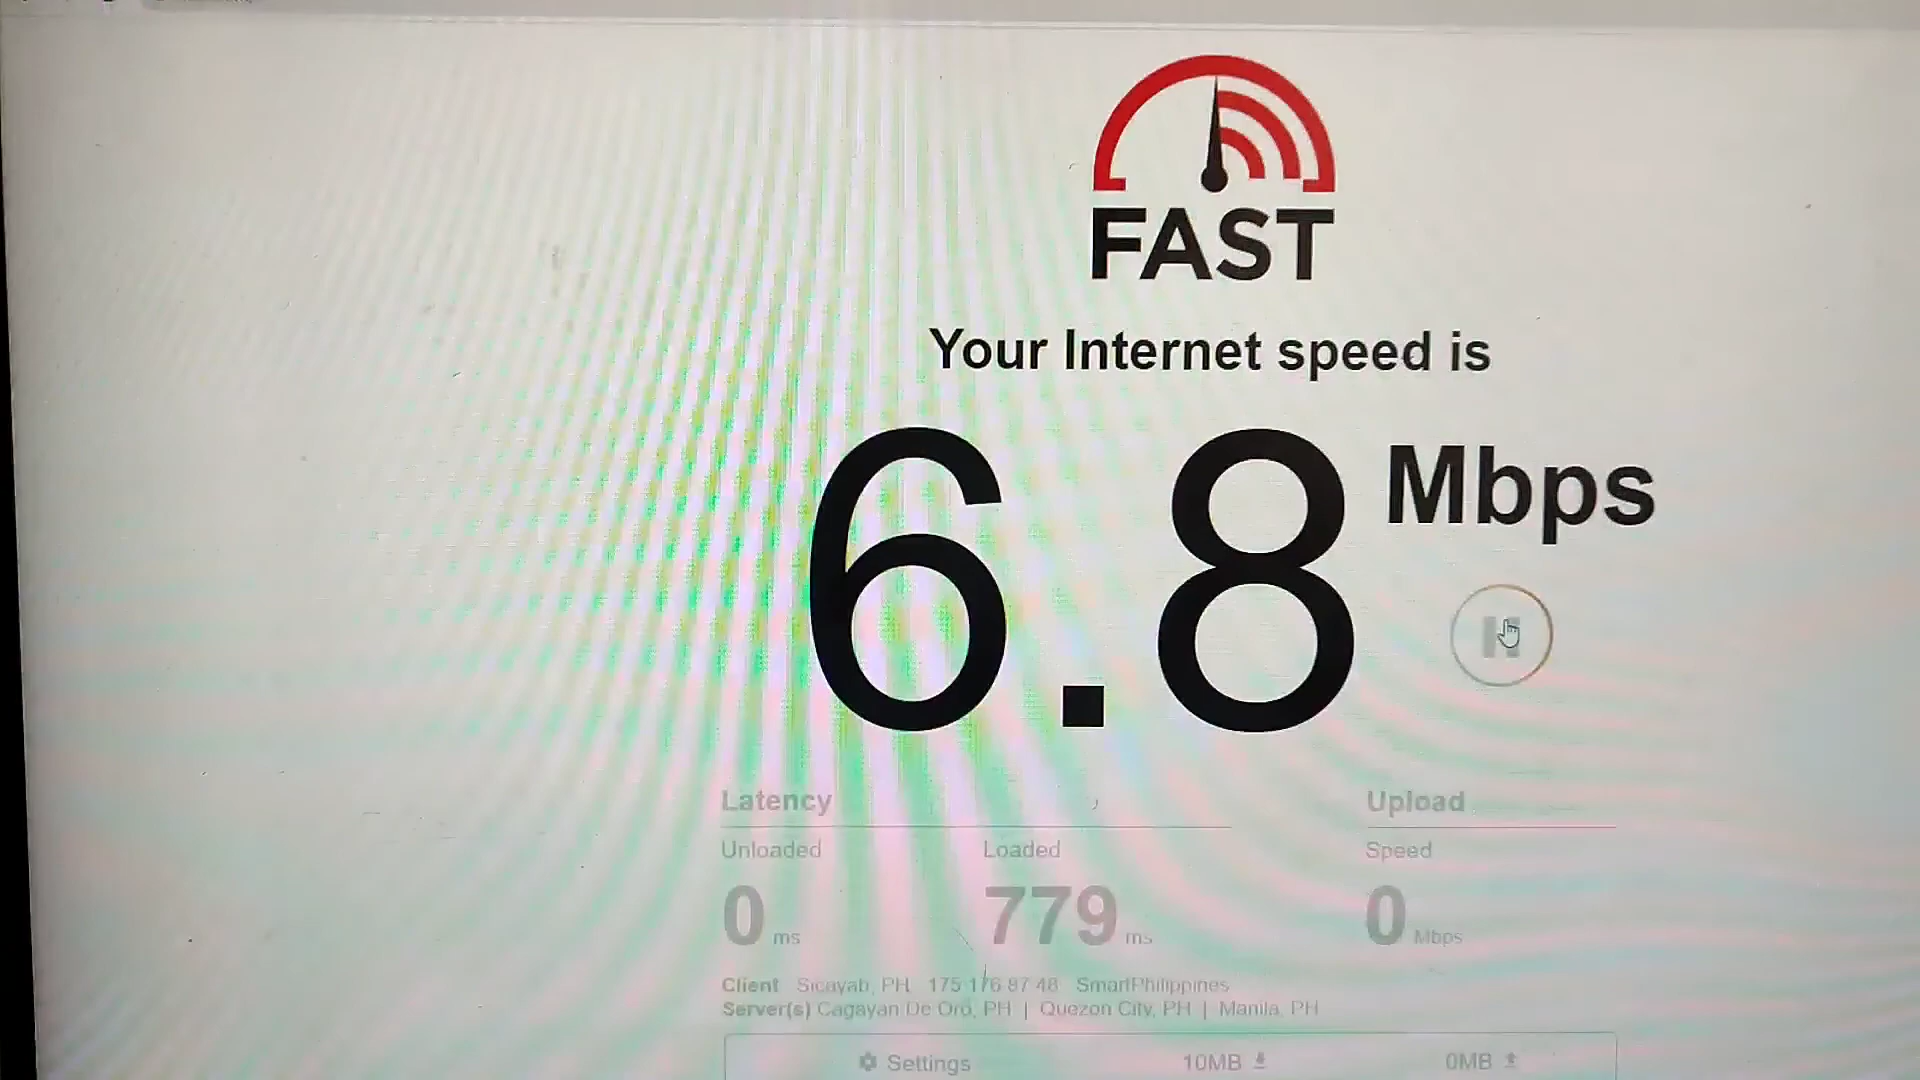 FAST
Your Internet speed is
6.8 Mbps
Latency
Upload
Unloaded
Loaded
Speed
0 ms
779 ms
0 Mbps
Client Sicayab, PH 175.176.87.48 SmartPhilippines
Server(s) Cagayan De Oro, PH | Quezon City, PH | Manila, PH
Settings
10MB
0MB